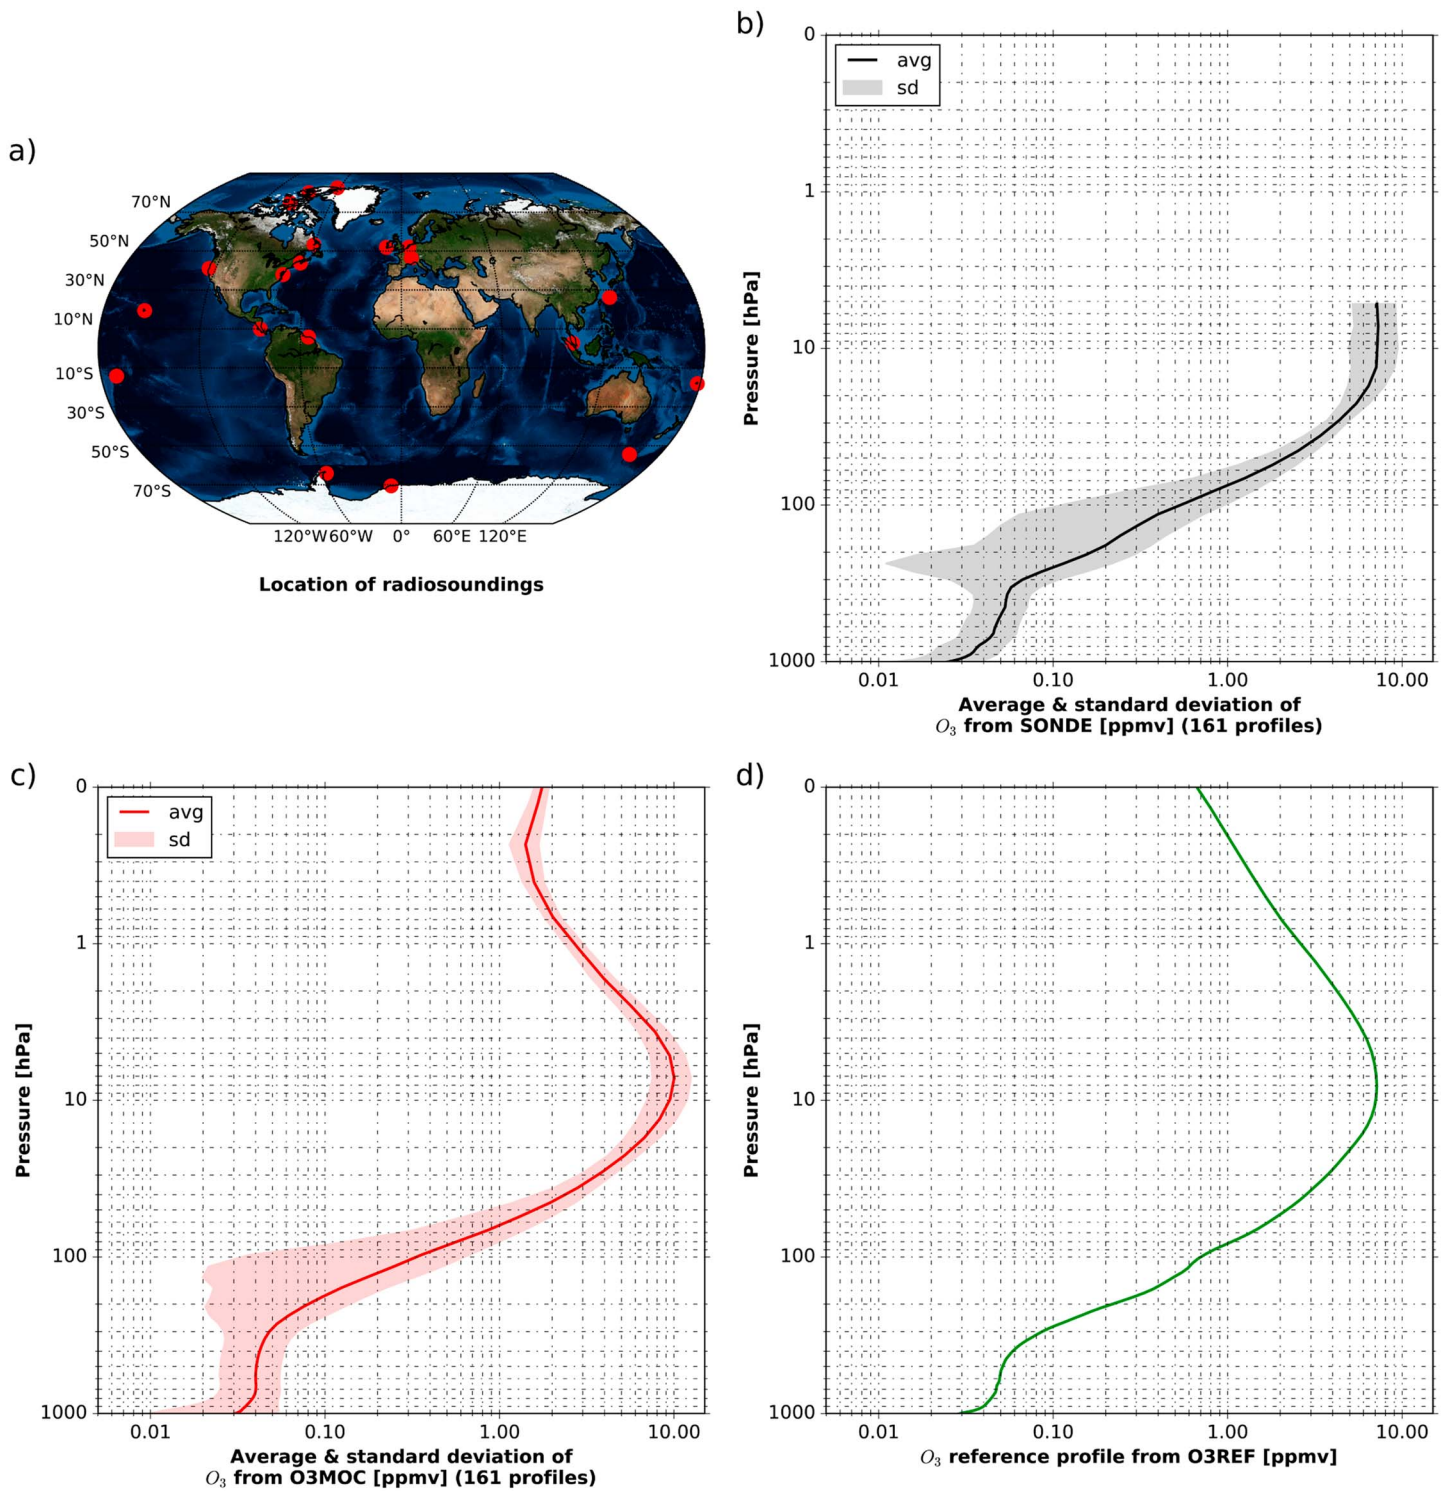 a)
70°N
50°N
30°N
10°N
10°S
30°S
50°S
70°S
120°W60°W 0° 60°E 120°E
Location of radiosoundings
b)
avg
sd
0
1
10
100
1000
Pressure [hPa]
0.01 0.10 1.00 10.00
Average & standard deviation of
O3 from SONDE [ppmv] (161 profiles)
c)
avg
sd
0
1
10
100
1000
Pressure [hPa]
0.01 0.10 1.00 10.00
Average & standard deviation of
O3 from O3MOC [ppmv] (161 profiles)
d)
0
1
10
100
1000
Pressure [hPa]
0.01 0.10 1.00 10.00
O3 reference profile from O3REF [ppmv]